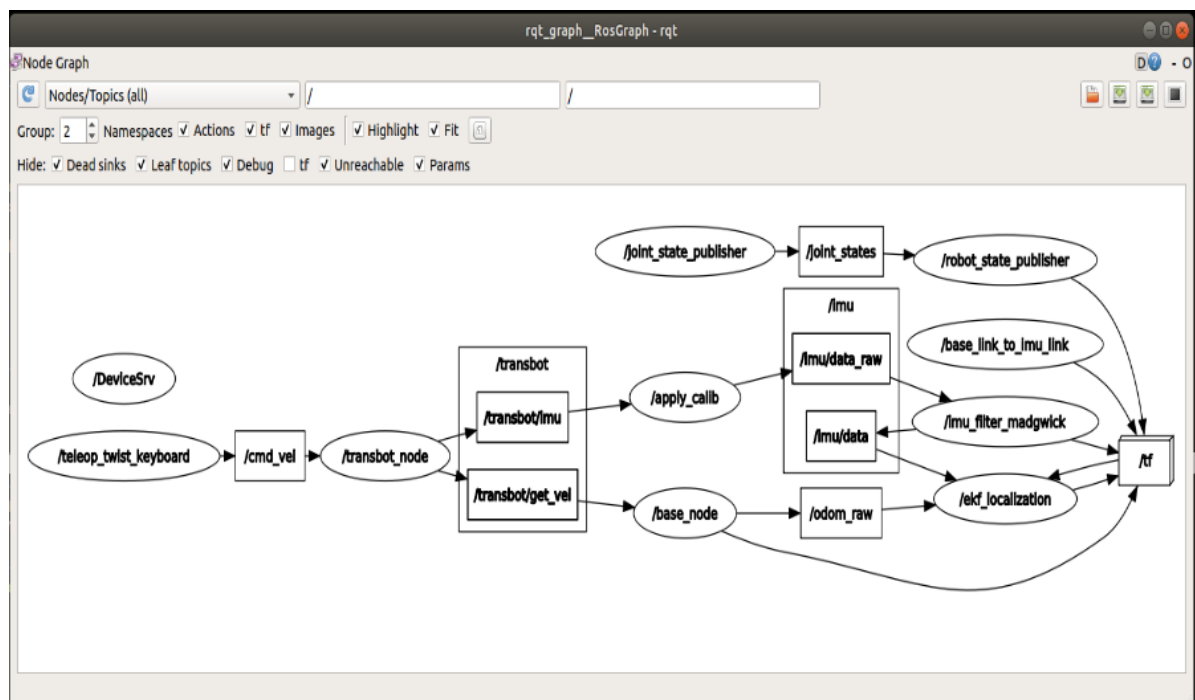 rqt_graph__RosGraph - rqt
Node Graph
D - O
Nodes/Topics (all) / /
Group: 2 Namespaces Actions tf Images Highlight Fit
Hide: Dead sinks Leaf topics Debug tf Unreachable Params
/joint_state_publisher
/joint_states
/robot_state_publisher
/imu
/base_link_to_imu_link
/imu/data_raw
/transbot
/DeviceSrv
/transbot/imu
/apply_calib
/imu_filter_madgwick
/imu/data
/teleop_twist_keyboard
/cmd_vel
/transbot_node
/tf
/transbot/get_vel
/base_node
/odom_raw
/ekf_localization